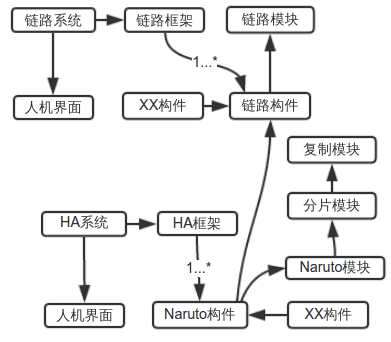 链路系统
链路框架
链路模块
1...*
人机界面
XX构件
链路构件
复制模块
分片模块
HA系统
HA框架
1...*
Naruto模块
人机界面
Naruto构件
XX构件